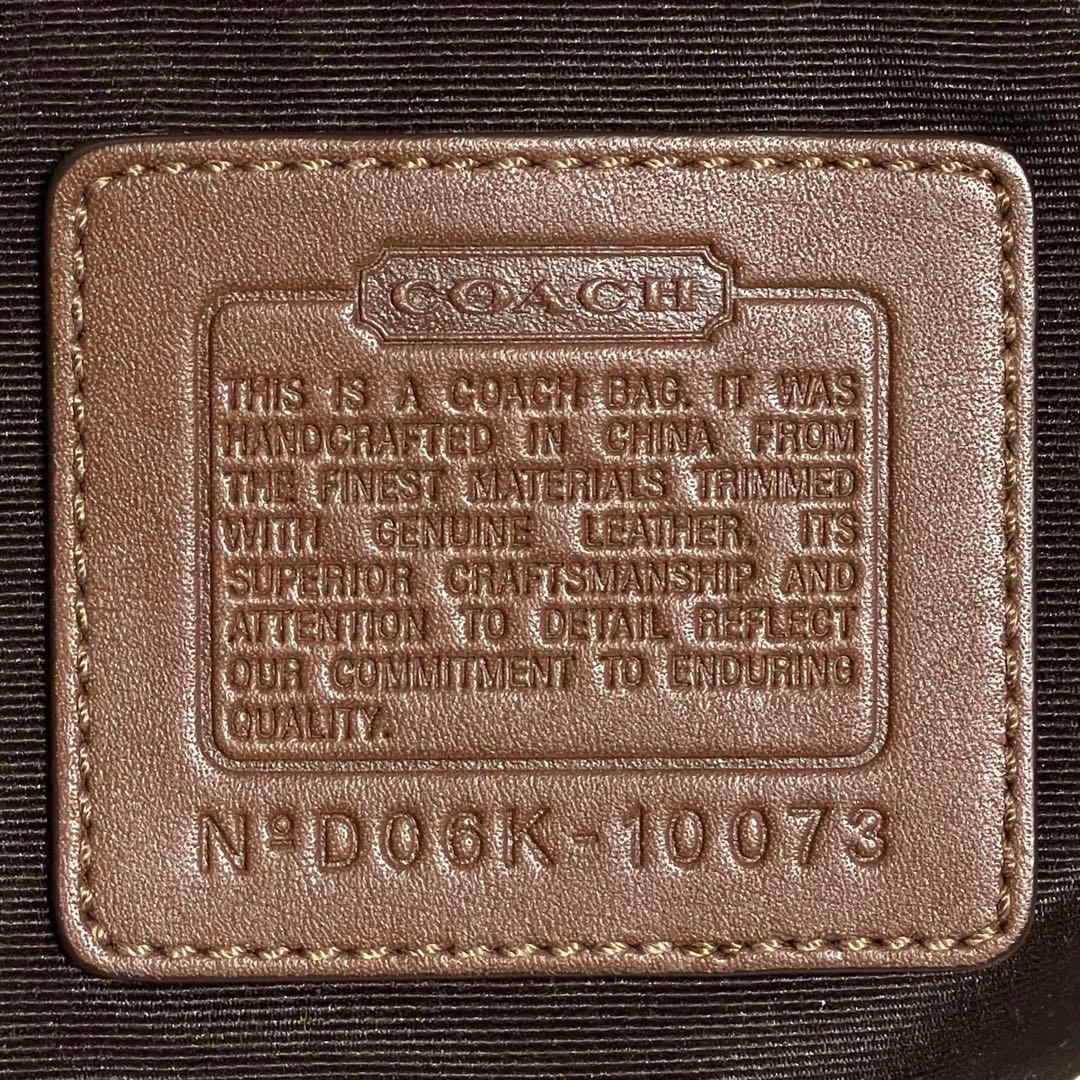 COACH
THIS IS A COACH BAG. IT WAS
HANDCRAFTED IN CHINA FROM
THE FINEST MATERIALS TRIMMED
WITH GENUINE LEATHER. ITS
SUPERIOR CRAFTSMANSHIP AND
ATTENTION TO DETAIL REFLECT
OUR COMMITMENT TO ENDURING
QUALITY.
Nº D06K-10073